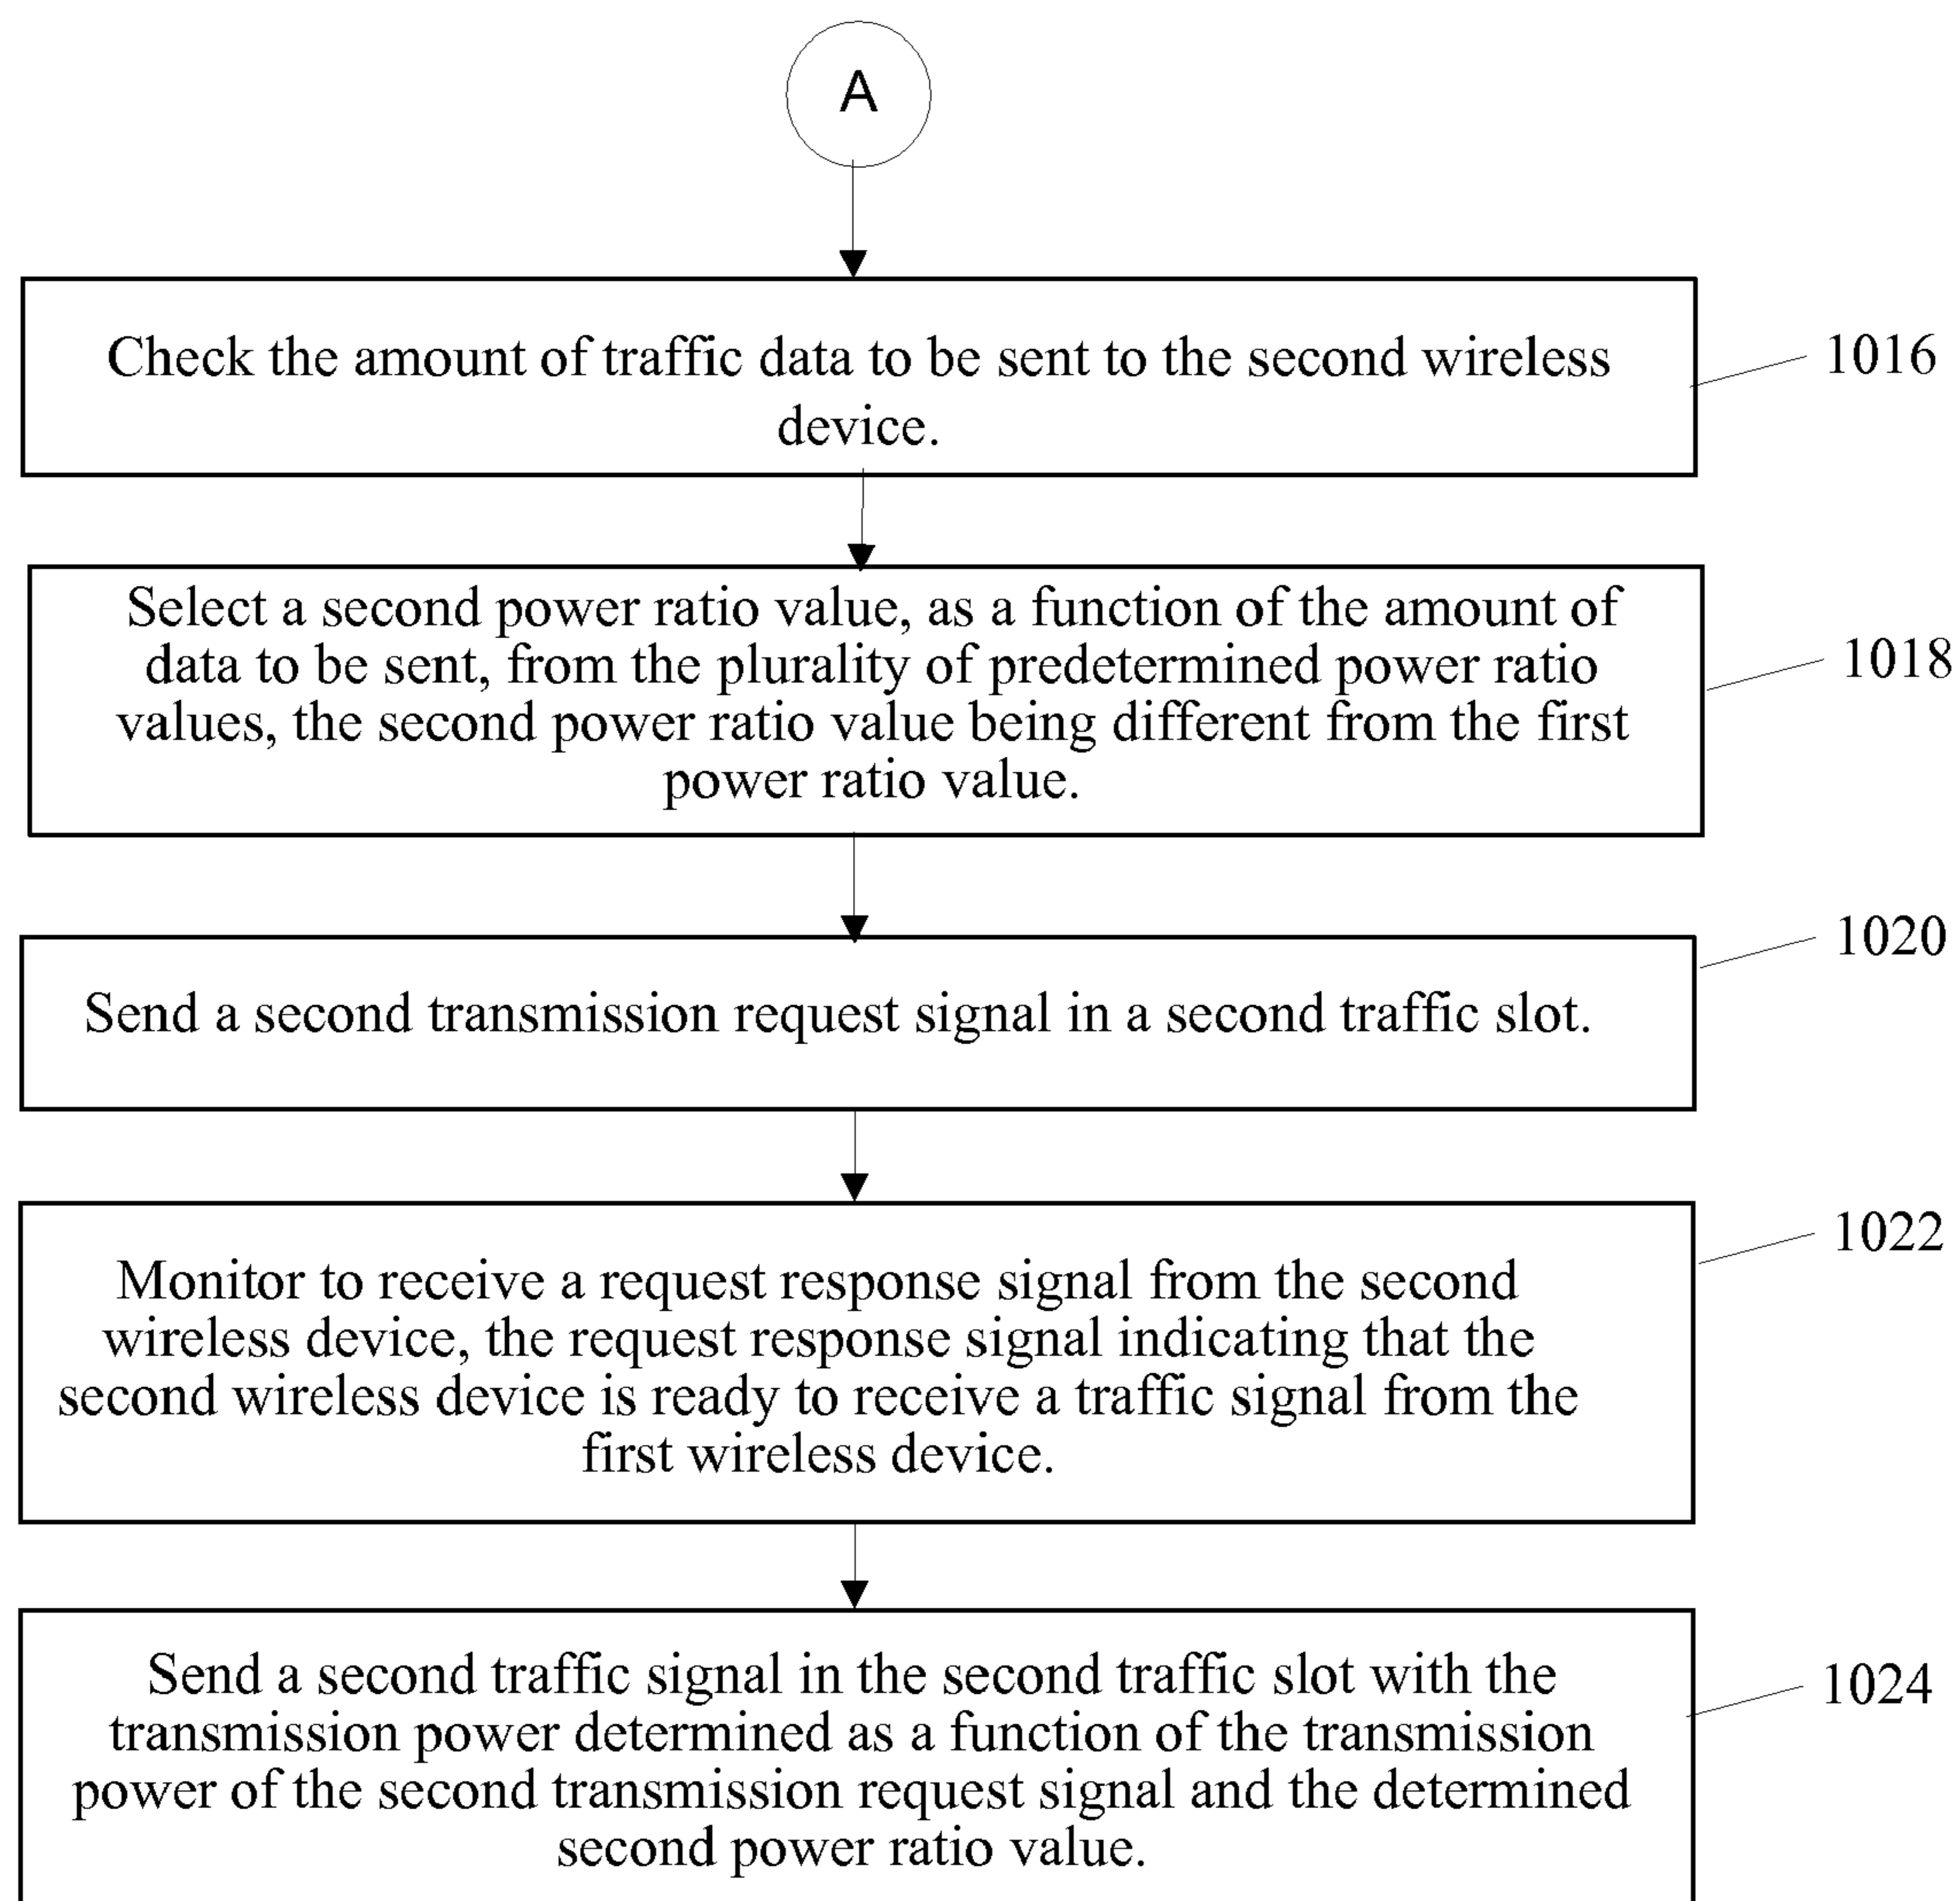 A
Check the amount of traffic data to be sent to the second wireless
device.
1016
Select a second power ratio value, as a function of the amount of
data to be sent, from the plurality of predetermined power ratio
values, the second power ratio value being different from the first
power ratio value.
1018
Send a second transmission request signal in a second traffic slot.
1020
Monitor to receive a request response signal from the second
wireless device, the request response signal indicating that the
second wireless device is ready to receive a traffic signal from the
first wireless device.
1022
Send a second traffic signal in the second traffic slot with the
transmission power determined as a function of the transmission
power of the second transmission request signal and the determined
second power ratio value.
1024